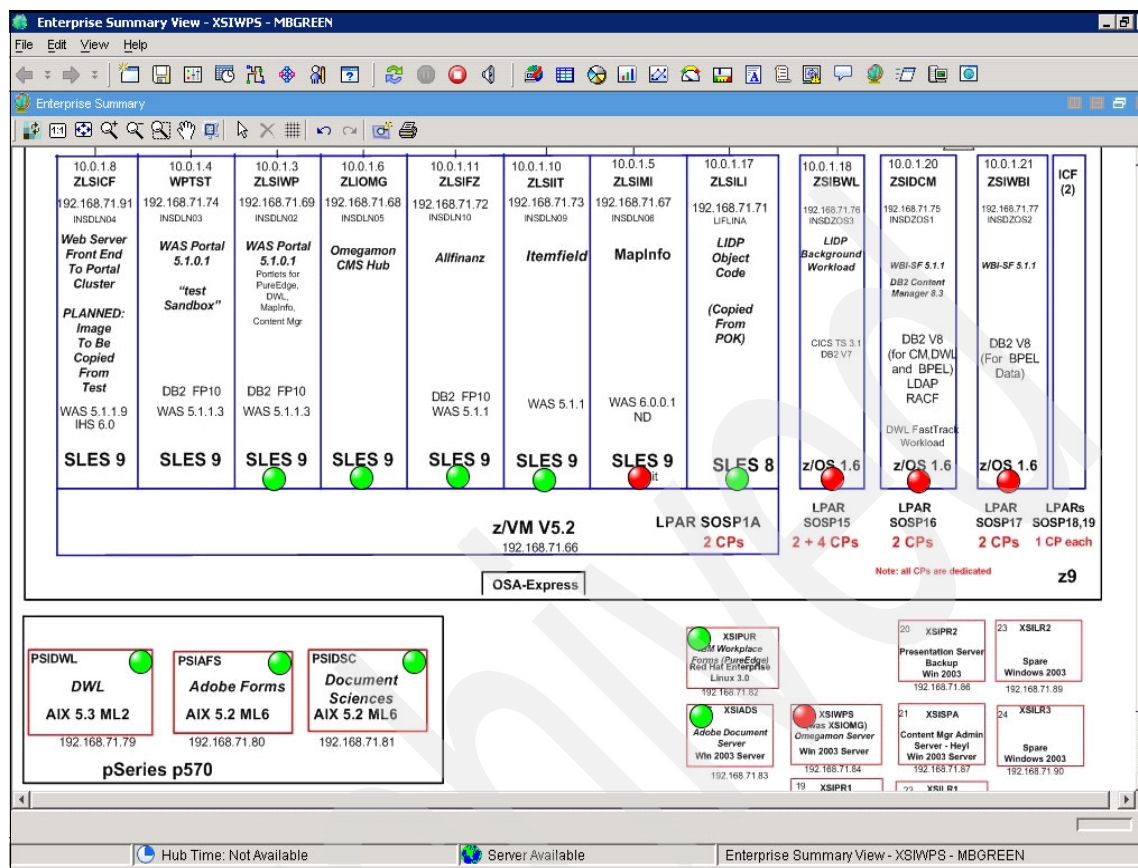 Enterprise Summary View - XSIWPS - MBGREEN
File Edit View Help
Enterprise Summary
10.0.1.8
ZLSICF
192.168.71.91
INSDLN04
Web Server
Front End
To Portal
Cluster
PLANNED:
Image
To Be
Copied
From
Test
WAS 5.1.1.9
IHS 6.0
SLES 9
10.0.1.4
WPTST
192.168.71.74
INSDLN03
WAS Portal
5.1.0.1
"test
Sandbox"
DB2 FP10
WAS 5.1.1.3
SLES 9
10.0.1.3
ZLSIWP
192.168.71.69
INSDLN02
WAS Portal
5.1.0.1
Portlets for
PureEdge,
DWL,
MapInfo,
Content Mgr
DB2 FP10
WAS 5.1.1.3
SLES 9
10.0.1.6
ZLIOMG
192.168.71.68
INSDLN05
Omegamon
CMS Hub
SLES 9
10.0.1.11
ZLSIFZ
192.168.71.72
INSDLN10
Allfinanz
DB2 FP10
WAS 5.1.1
SLES 9
10.0.1.10
ZLSIIT
192.168.71.73
INSDLN09
Itemfield
WAS 5.1.1
SLES 9
10.0.1.5
ZLSIMI
192.168.71.67
INSDLN06
MapInfo
WAS 6.0.0.1
ND
SLES 9
10.0.1.17
ZLSILI
192.168.71.71
LIFLINA
LIDP
Object
Code
(Copied
From
POK)
SLES 8
z/VM V5.2
192.168.71.66
LPAR SOSP1A
2 CPs
OSA-Express
10.0.1.18
ZSIBWL
192.168.71.76
INSDZOS3
LIDP
Background
Workload
CICS TS 3.1
DB2 V7
z/OS 1.6
LPAR
SOSP15
2 + 4 CPs
10.0.1.20
ZSIDCM
192.168.71.75
INSDZOS1
WBI-SF 5.1.1
DB2 Content
Manager 8.3
DB2 V8
(for CM,DWL
and BPEL)
LDAP
RACF
DWL FastTrack
Workload
z/OS 1.6
LPAR
SOSP16
2 CPs
10.0.1.21
ZSIWBI
192.168.71.77
INSDZOS2
WBI-SF 5.1.1
DB2 V8
(For BPEL
Data)
z/OS 1.6
LPAR
SOSP17
2 CPs
ICF
(2)
LPARs
SOSP18,19
1 CP each
Note: all CPs are dedicated
z9
PSIDWL
DWL
AIX 5.3 ML2
192.168.71.79
PSIAFS
Adobe Forms
AIX 5.2 ML6
192.168.71.80
PSIDSC
Document
Sciences
AIX 5.2 ML6
192.168.71.81
pSeries p570
XSIPUR
Workplace
Forms (PureEdge)
Red Hat Enterprise
Linux 3.0
192.168.71.82
XSIADS
Adobe Document
Server
Win 2003 Server
192.168.71.83
XSIWPS
(was XSIOMG)
Omegamon Server
Win 2003 Server
192.168.71.84
19 XSIPR1
20 XSIPR2
Presentation Server
Backup
Win 2003
192.168.71.86
21 XSISPA
Content Mgr Admin
Server - Heyl
Win 2003 Server
192.168.71.87
23 XSILR2
Spare
Windows 2003
192.168.71.89
24 XSILR3
Spare
Windows 2003
192.168.71.90
Hub Time: Not Available
Server Available
Enterprise Summary View - XSIWPS - MBGREEN